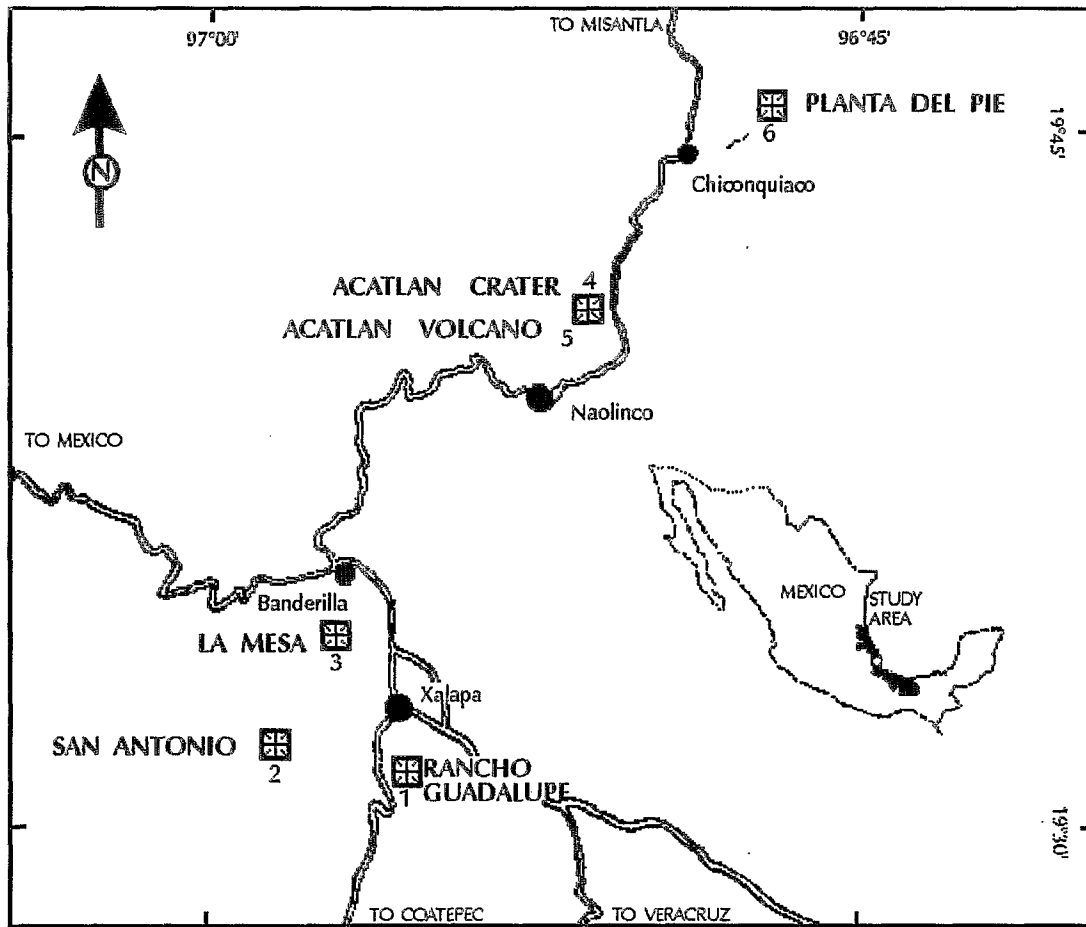 TO MISANTLA
97°00'
96°45'
N
PLANTA DEL PIE
6
19°45'
Chiconquiaco
ACATLAN CRATER
4
ACATLAN VOLCANO
5
Naolinco
TO MEXICO
MEXICO
STUDY
AREA
Banderilla
LA MESA
3
Xalapa
SAN ANTONIO
2
RANCHO
GUADALUPE
1
19°30'
TO COATEPEC
TO VERACRUZ